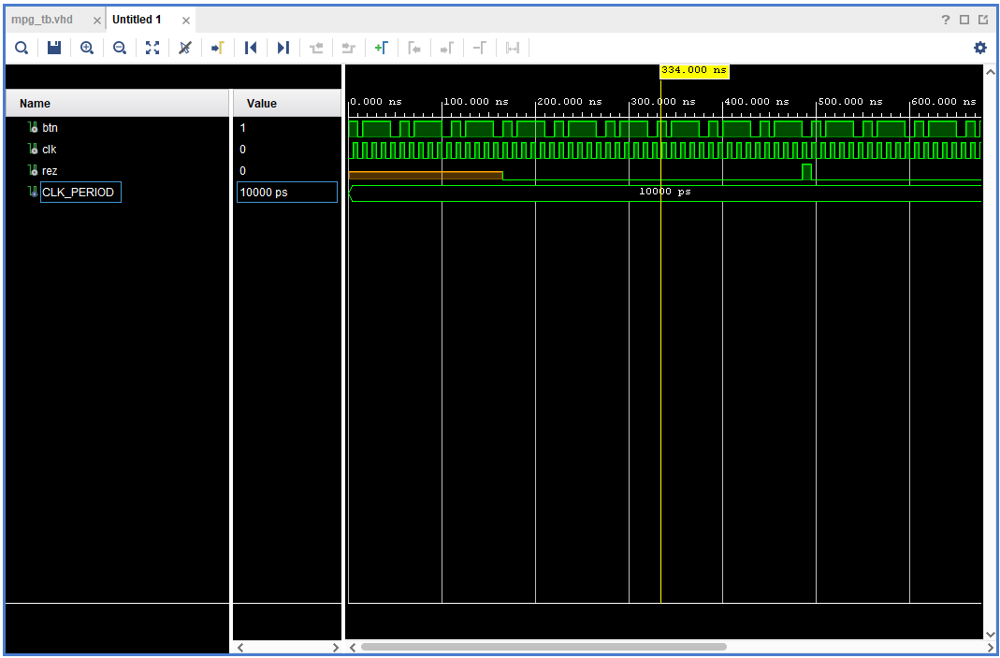 mpg_tb.vhd × Untitled 1 × ?
334.000 ns
Name Value
0.000 ns 100.000 ns 200.000 ns 300.000 ns 400.000 ns 500.000 ns 600.000 ns
btn 1
clk 0
rez 0
CLK_PERIOD 10000 ps 10000 ps